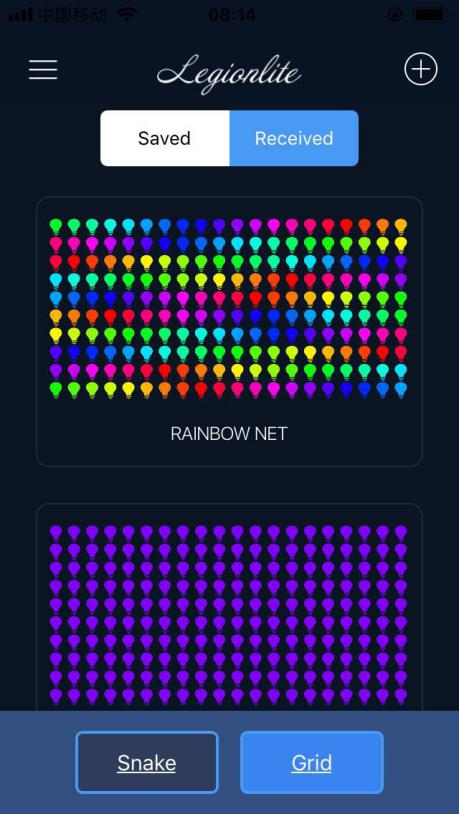 中国移动 08:14
Legionlite
Saved Received
RAINBOW NET
Snake Grid